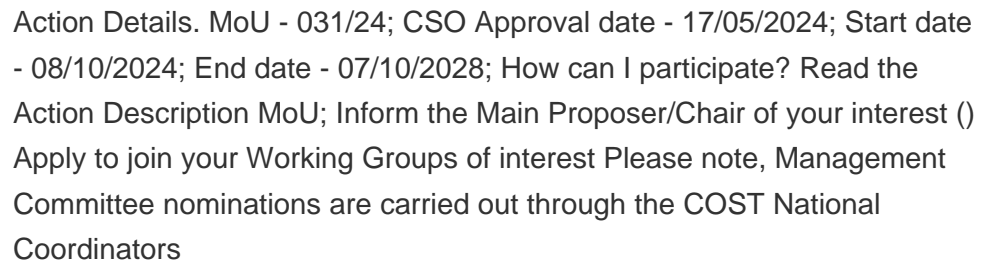 Action Details. MoU - 031/24; CSO Approval date - 17/05/2024; Start date
- 08/10/2024; End date - 07/10/2028; How can I participate? Read the
Action Description MoU; Inform the Main Proposer/Chair of your interest ()
Apply to join your Working Groups of interest Please note, Management
Committee nominations are carried out through the COST National
Coordinators